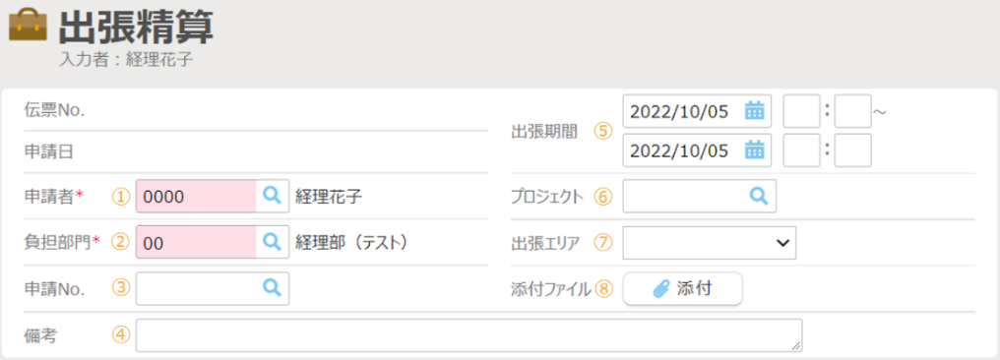 出張精算
入力者：経理花子
伝票No.
申請日
申請者* ① 0000 経理花子
負担部門* ② 00 経理部（テスト）
申請No. ③
備考 ④
出張期間 ⑤ 2022/10/05 : ～
2022/10/05 :
プロジェクト ⑥
出張エリア ⑦
添付ファイル ⑧ 添付